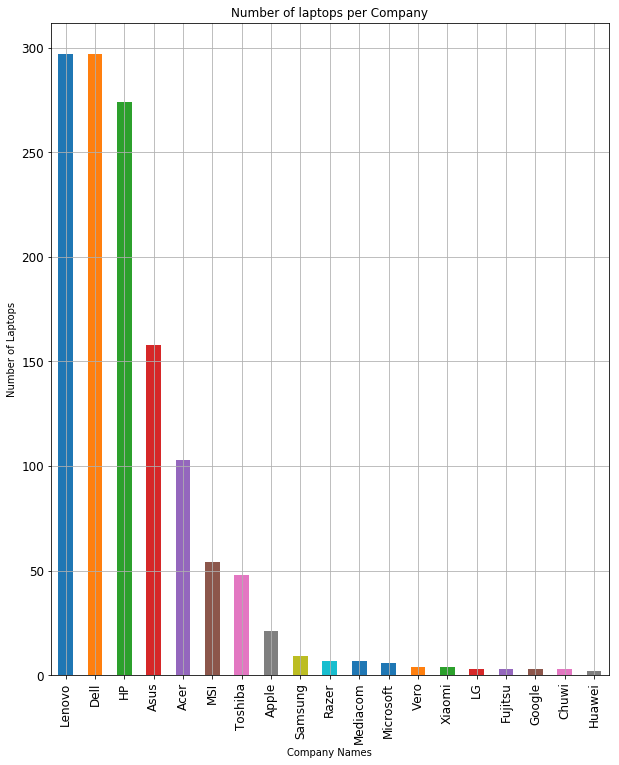 Number of laptops per Company
300
250
200
150
100
50
0
Number of Laptops
Lenovo
Dell
HP
Asus
Acer
MSI
Toshiba
Apple
Samsung
Razer
Mediacom
Microsoft
Vero
Xiaomi
LG
Fujitsu
Google
Chuwi
Huawei
Company Names